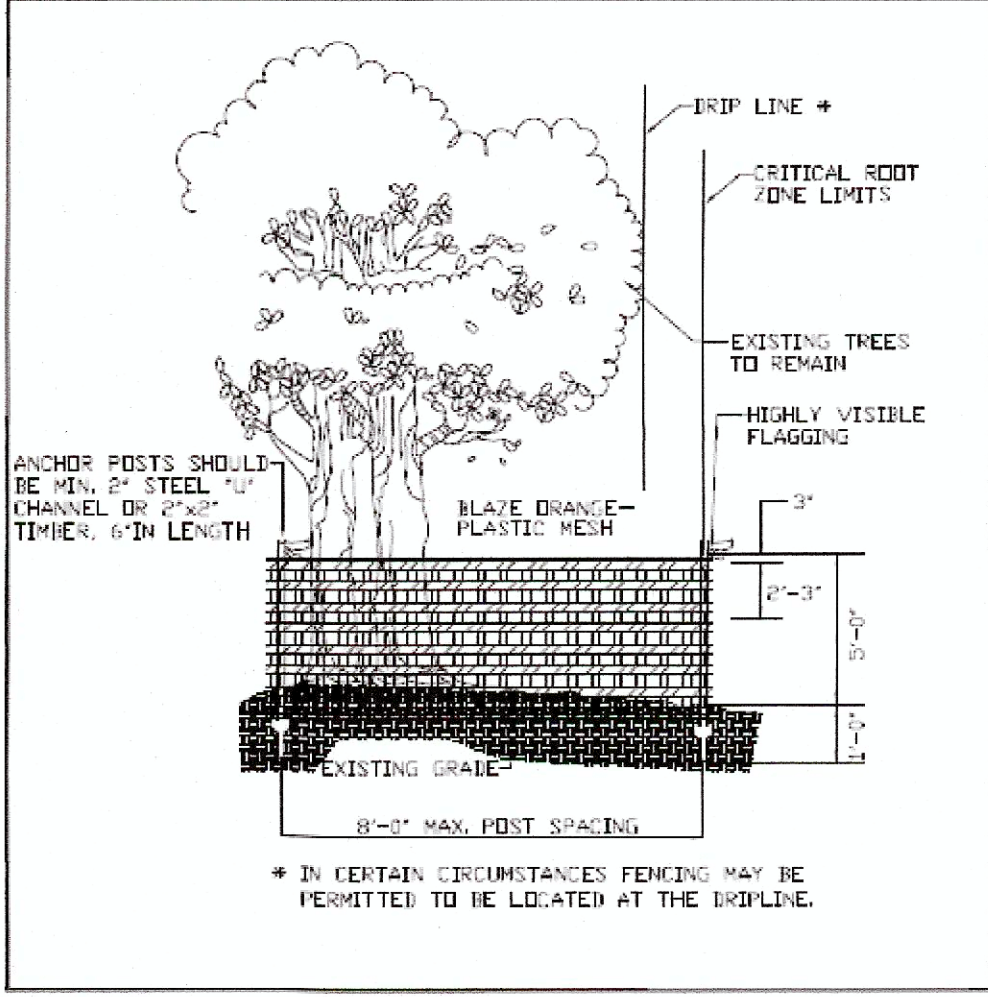 DRIP LINE *
CRITICAL ROOT
ZONE LIMITS
EXISTING TREES
TO REMAIN
HIGHLY VISIBLE
FLAGGING
ANCHOR POSTS SHOULD
BE MIN. 2" STEEL "U"
CHANNEL OR 2"x2"
TIMBER, 6' IN LENGTH
BLAZE ORANGE
PLASTIC MESH
3"
2'-3"
5'-0"
1'-0"
EXISTING GRADE
8'-0" MAX. POST SPACING
* IN CERTAIN CIRCUMSTANCES FENCING MAY BE
PERMITTED TO BE LOCATED AT THE DRIPLINE.